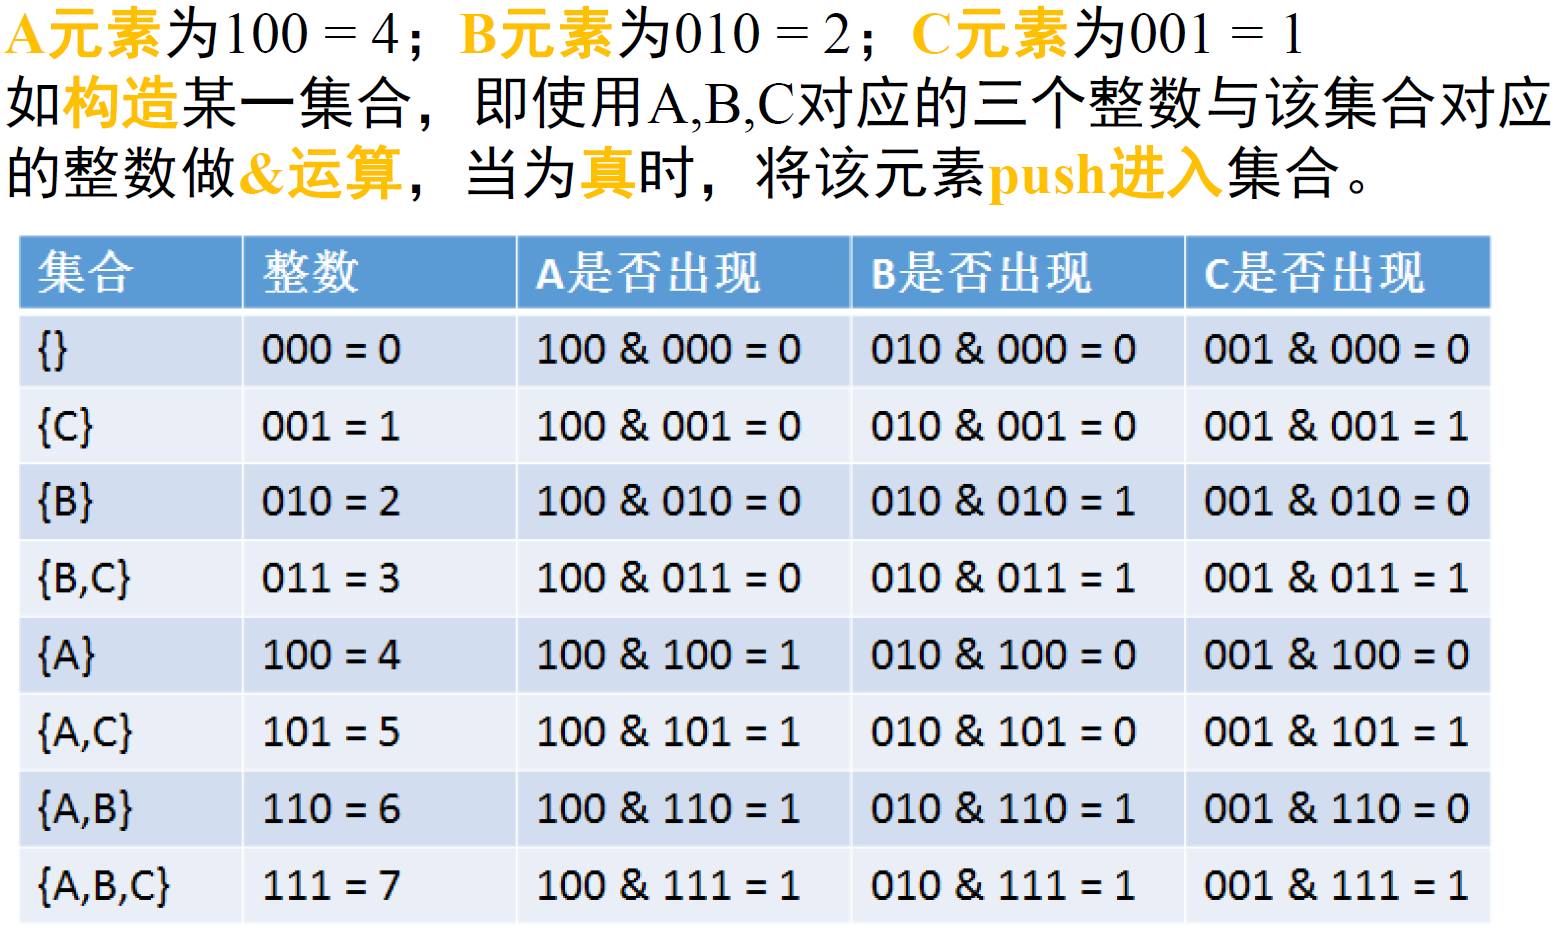 A元素为100 = 4；B元素为010 = 2；C元素为001 = 1
如构造某一集合，即使用A,B,C对应的三个整数与该集合对应
的整数做&运算，当为真时，将该元素push进入集合。
集合 整数 A是否出现 B是否出现 C是否出现
{} 000 = 0 100 & 000 = 0 010 & 000 = 0 001 & 000 = 0
{C} 001 = 1 100 & 001 = 0 010 & 001 = 0 001 & 001 = 1
{B} 010 = 2 100 & 010 = 0 010 & 010 = 1 001 & 010 = 0
{B,C} 011 = 3 100 & 011 = 0 010 & 011 = 1 001 & 011 = 1
{A} 100 = 4 100 & 100 = 1 010 & 100 = 0 001 & 100 = 0
{A,C} 101 = 5 100 & 101 = 1 010 & 101 = 0 001 & 101 = 1
{A,B} 110 = 6 100 & 110 = 1 010 & 110 = 1 001 & 110 = 0
{A,B,C} 111 = 7 100 & 111 = 1 010 & 111 = 1 001 & 111 = 1